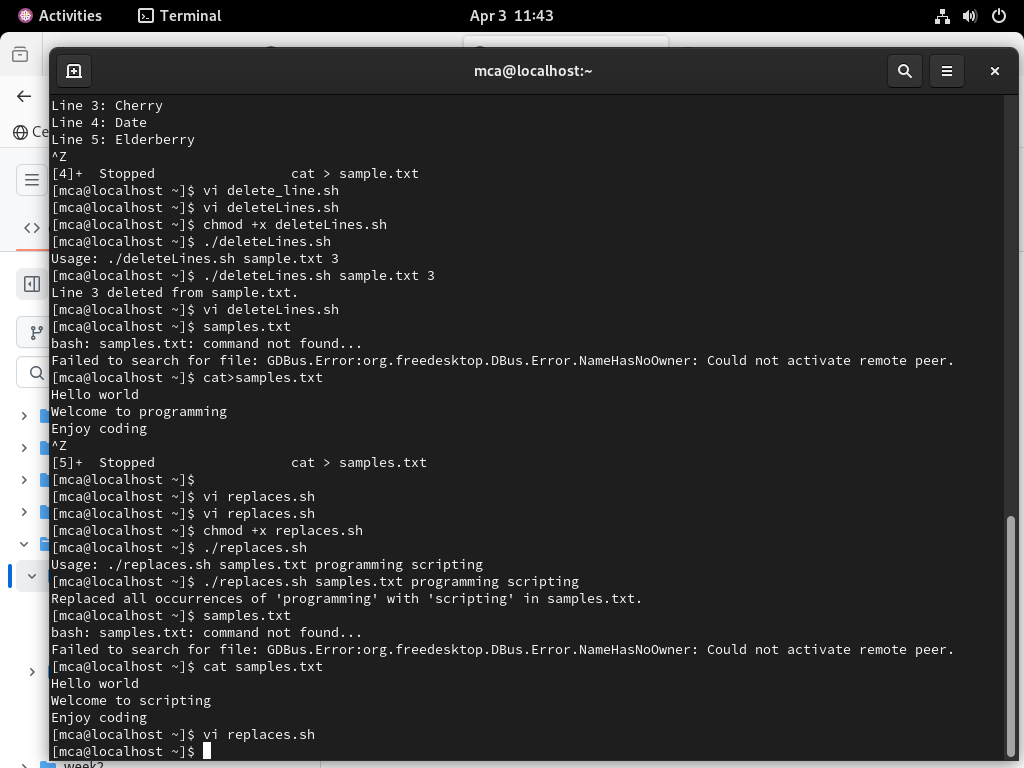 Activities Terminal Apr 3 11:43
mca@localhost:~
Ce
Line 3: Cherry
Line 4: Date
Line 5: Elderberry
^Z
[4]+  Stopped                 cat > sample.txt
[mca@localhost ~]$ vi delete_line.sh
[mca@localhost ~]$ vi deleteLines.sh
[mca@localhost ~]$ chmod +x deleteLines.sh
[mca@localhost ~]$ ./deleteLines.sh
Usage: ./deleteLines.sh sample.txt 3
[mca@localhost ~]$ ./deleteLines.sh sample.txt 3
Line 3 deleted from sample.txt.
[mca@localhost ~]$ vi deleteLines.sh
[mca@localhost ~]$ samples.txt
bash: samples.txt: command not found...
Failed to search for file: GDBus.Error:org.freedesktop.DBus.Error.NameHasNoOwner: Could not activate remote peer.
[mca@localhost ~]$ cat>samples.txt
Hello world
Welcome to programming
Enjoy coding
^Z
[5]+  Stopped                 cat > samples.txt
[mca@localhost ~]$
[mca@localhost ~]$ vi replaces.sh
[mca@localhost ~]$ vi replaces.sh
[mca@localhost ~]$ chmod +x replaces.sh
[mca@localhost ~]$ ./replaces.sh
Usage: ./replaces.sh samples.txt programming scripting
[mca@localhost ~]$ ./replaces.sh samples.txt programming scripting
Replaced all occurrences of 'programming' with 'scripting' in samples.txt.
[mca@localhost ~]$ samples.txt
bash: samples.txt: command not found...
Failed to search for file: GDBus.Error:org.freedesktop.DBus.Error.NameHasNoOwner: Could not activate remote peer.
[mca@localhost ~]$ cat samples.txt
Hello world
Welcome to scripting
Enjoy coding
[mca@localhost ~]$ vi replaces.sh
[mca@localhost ~]$
week2